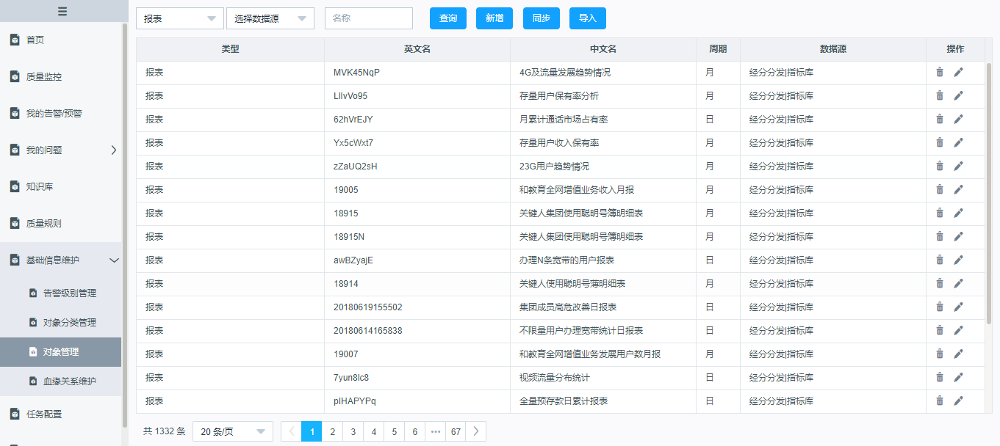 首页
质量监控
我的告警/预警
我的问题
知识库
质量规则
基础信息维护
告警级别管理
对象分类管理
对象管理
血缘关系维护
任务配置
报表 选择数据源 名称 查询 新增 同步 导入
类型 英文名 中文名 周期 数据源 操作
报表 MVK45NqP 4G及流量发展趋势情况 月 经分分发|指标库
报表 LIlvVo95 存量用户保有率分析 月 经分分发|指标库
报表 62hVrEJY 月累计通话市场占有率 日 经分分发|指标库
报表 Yx5cWxt7 存量用户收入保有率 月 经分分发|指标库
报表 zZaUQ2sH 23G用户趋势情况 月 经分分发|指标库
报表 19005 和教育全网增值业务收入月报 月 经分分发|指标库
报表 18915 关键人集团使用聪明号簿明细表 月 经分分发|指标库
报表 18915N 关键人集团使用聪明号簿明细表 月 经分分发|指标库
报表 awBZyajE 办理N条宽带的用户报表 日 经分分发|指标库
报表 18914 关键人使用聪明号薄明细表 月 经分分发|指标库
报表 20180619155502 集团成员高危改善日报表 日 经分分发|指标库
报表 20180614165838 不限量用户办理宽带统计日报表 日 经分分发|指标库
报表 19007 和教育全网增值业务发展用户数月报 月 经分分发|指标库
报表 7yun8lc8 视频流量分布统计 日 经分分发|指标库
报表 pIHAPYPq 全量预存款日累计报表 日 经分分发|指标库
共 1332 条 20 条/页 1 2 3 4 5 6 ••• 67